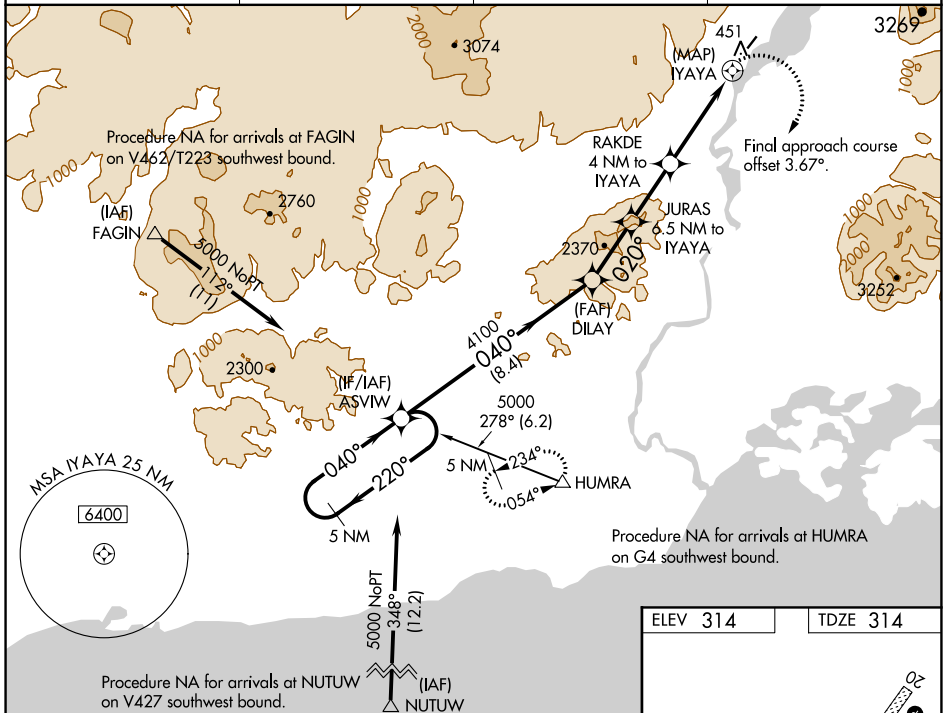 2000
3074
451
(MAP)
IYAYA
3269
1000
Procedure NA for arrivals at FAGIN
on V462/T223 southwest bound.
RAKDE
4 NM to
IYAYA
Final approach course
offset 3.67°.
1000
2760
1000
(IAF)
FAGIN
5000 NoPT
112°
(11)
JURAS
6.5 NM to
IYAYA
2370
020°
1000
3252
(FAF)
DILAY
1000
2300
4100
040°
(8.4)
(IF/IAF)
ASVIW
5000
278° (6.2)
040°
220°
5 NM
5 NM
234°
054°
HUMRA
MSA IYAYA 25 NM
6400
Procedure NA for arrivals at HUMRA
on G4 southwest bound.
5000 NoPT
348°
(12.2)
ELEV 314
TDZE 314
Procedure NA for arrivals at NUTUW
on V427 southwest bound.
(IAF)
NUTUW
20